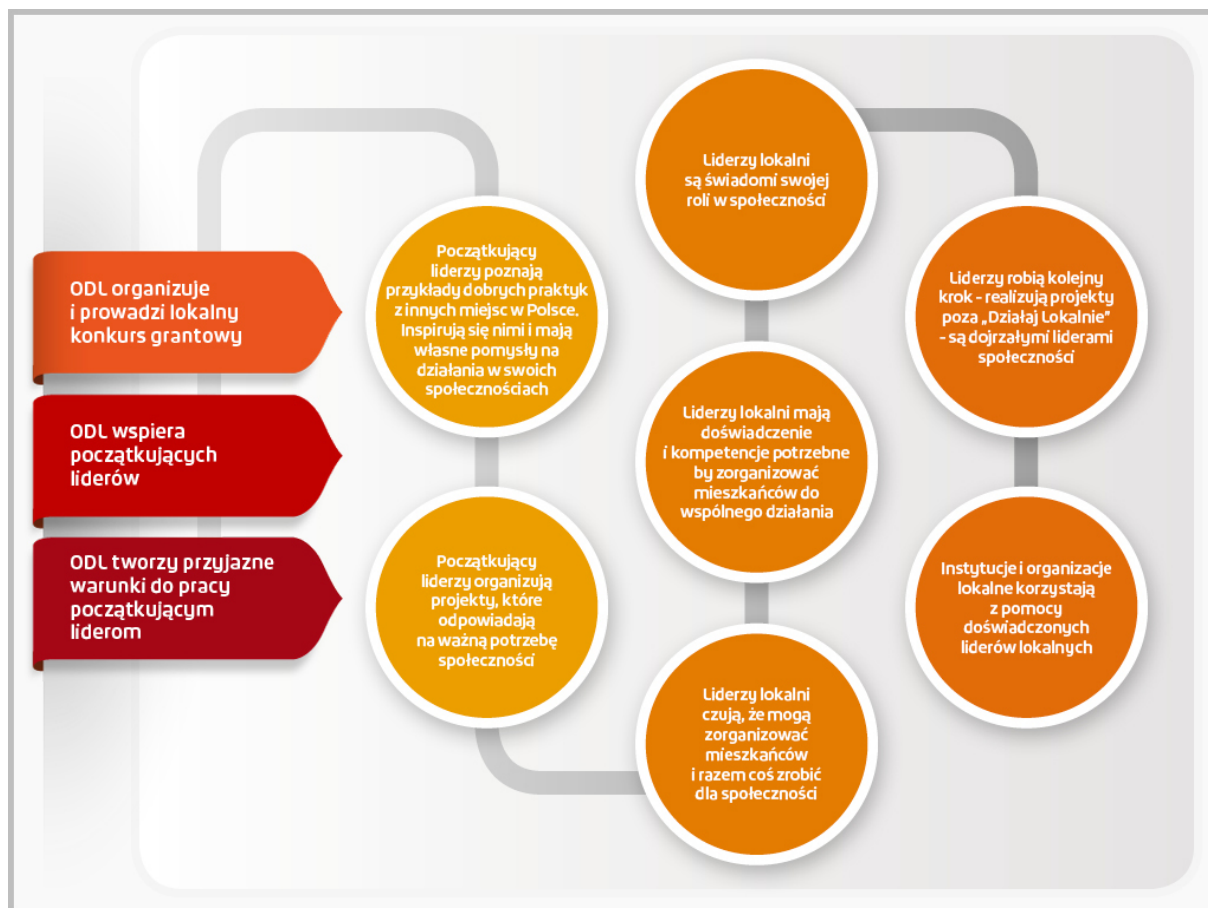 ODL organizuje
i prowadzi lokalny
konkurs grantowy
ODL wspiera
początkujących
liderów
ODL tworzy przyjazne
warunki do pracy
początkującym
liderom
Początkujący
liderzy poznają
przykłady dobrych praktyk
z innych miejsc w Polsce.
Inspirują się nimi i mają
własne pomysły na
działania w swoich
społecznościach
Początkujący
liderzy organizują
projekty, które
odpowiadają
na ważną potrzebę
społeczności
Liderzy lokalni
czują, że mogą
zorganizować
mieszkańców
i razem coś zrobić
dla społeczności
Liderzy lokalni mają
doświadczenie
i kompetencje potrzebne
by zorganizować
mieszkańców do
wspólnego działania
Liderzy lokalni
są świadomi swojej
roli w społeczności
Liderzy robią kolejny
krok - realizują projekty
poza „Działaj Lokalnie”
- są dojrzałymi liderami
społeczności
Instytucje i organizacje
lokalne korzystają
z pomocy
doświadczonych
liderów lokalnych